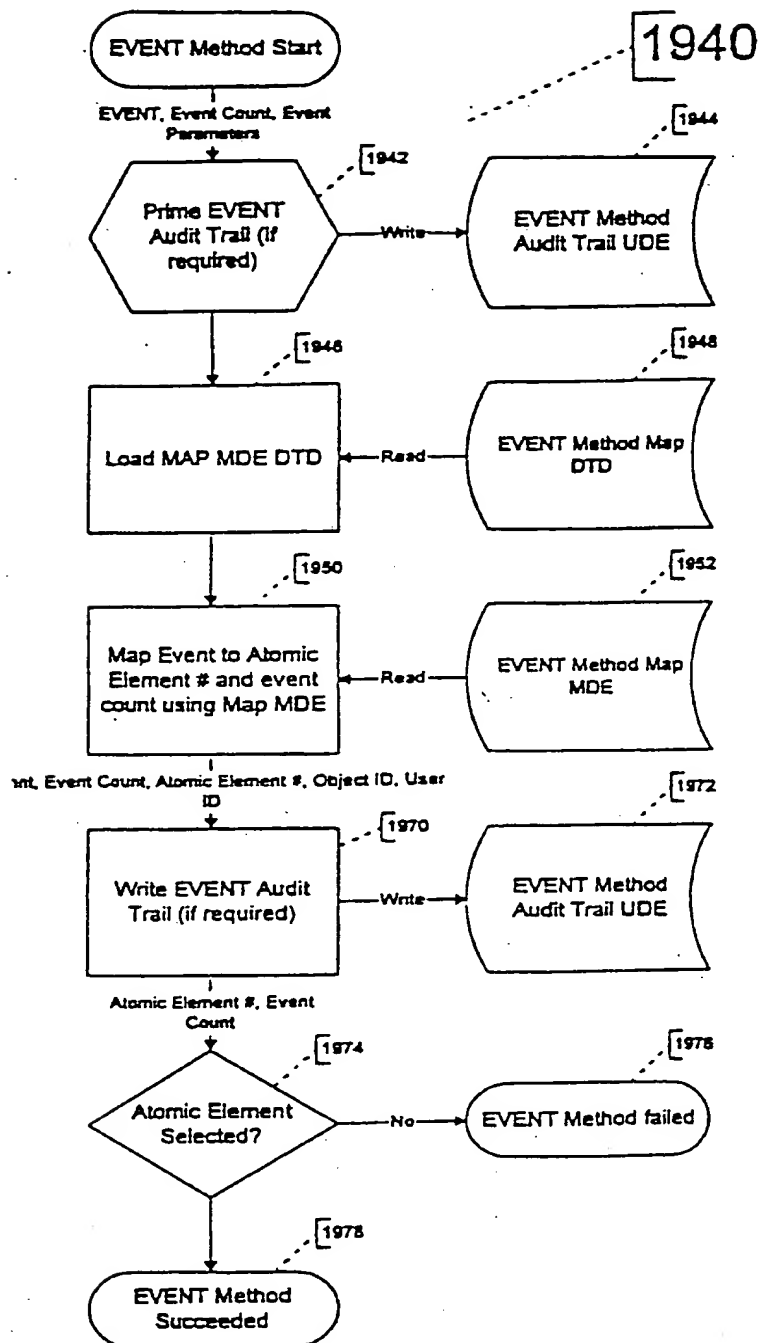 EVENT Method Start
1940
EVENT, Event Count, Event
Parameters
1942
1944
Prime EVENT
Audit Trail (if
required)
Write
EVENT Method
Audit Trail UDE
1946
1948
Load MAP MDE DTD
Read
EVENT Method Map
DTD
1950
1952
Map Event to Atomic
Element # and event
count using Map MDE
Read
EVENT Method Map
MDE
nt, Event Count, Atomic Element #, Object ID, User
ID
1970
1972
Write EVENT Audit
Trail (if required)
Write
EVENT Method
Audit Trail UDE
Atomic Element #, Event
Count
1974
1976
Atomic Element
Selected?
No
EVENT Method failed
1978
EVENT Method
Succeeded